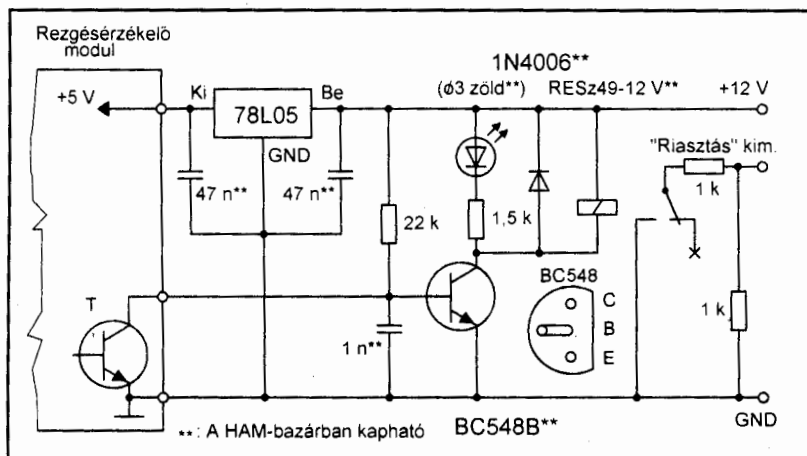 Rezgésérzékelő
modul
1N4006**
(ø3 zöld**)
RESz49-12 V**
+12 V
+5 V
Ki
78L05
Be
GND
"Riasztás" kim.
1 k
47 n**
47 n**
22 k
1,5 k
BC548
C
B
E
1 k
T
1 n**
GND
**: A HAM-bazárban kapható
BC548B**